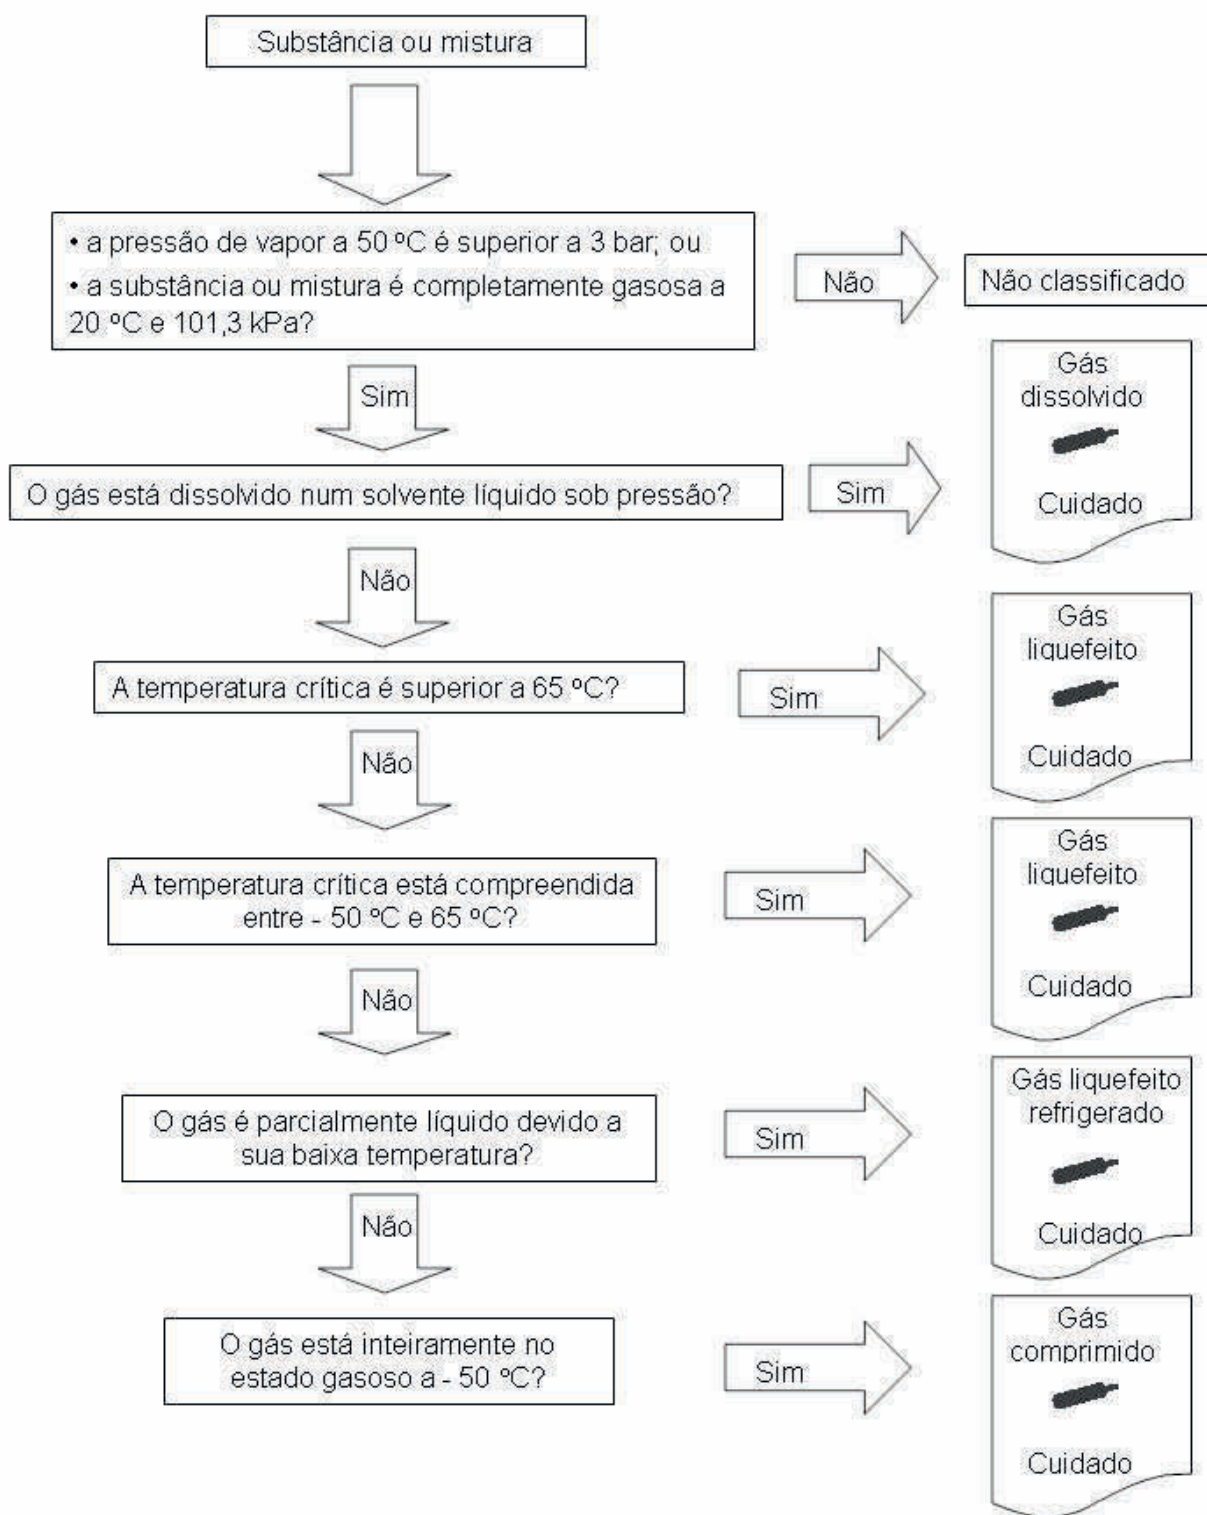 Substância ou mistura
• a pressão de vapor a 50 ºC é superior a 3 bar; ou
• a substância ou mistura é completamente gasosa a
20 ºC e 101,3 kPa?
Não
Não classificado
Sim
O gás está dissolvido num solvente líquido sob pressão?
Sim
Gás
dissolvido
Cuidado
Não
A temperatura crítica é superior a 65 ºC?
Sim
Gás
liquefeito
Cuidado
Não
A temperatura crítica está compreendida
entre - 50 ºC e 65 ºC?
Sim
Gás
liquefeito
Cuidado
Não
O gás é parcialmente líquido devido a
sua baixa temperatura?
Sim
Gás liquefeito
refrigerado
Cuidado
Não
O gás está inteiramente no
estado gasoso a - 50 ºC?
Sim
Gás
comprimido
Cuidado